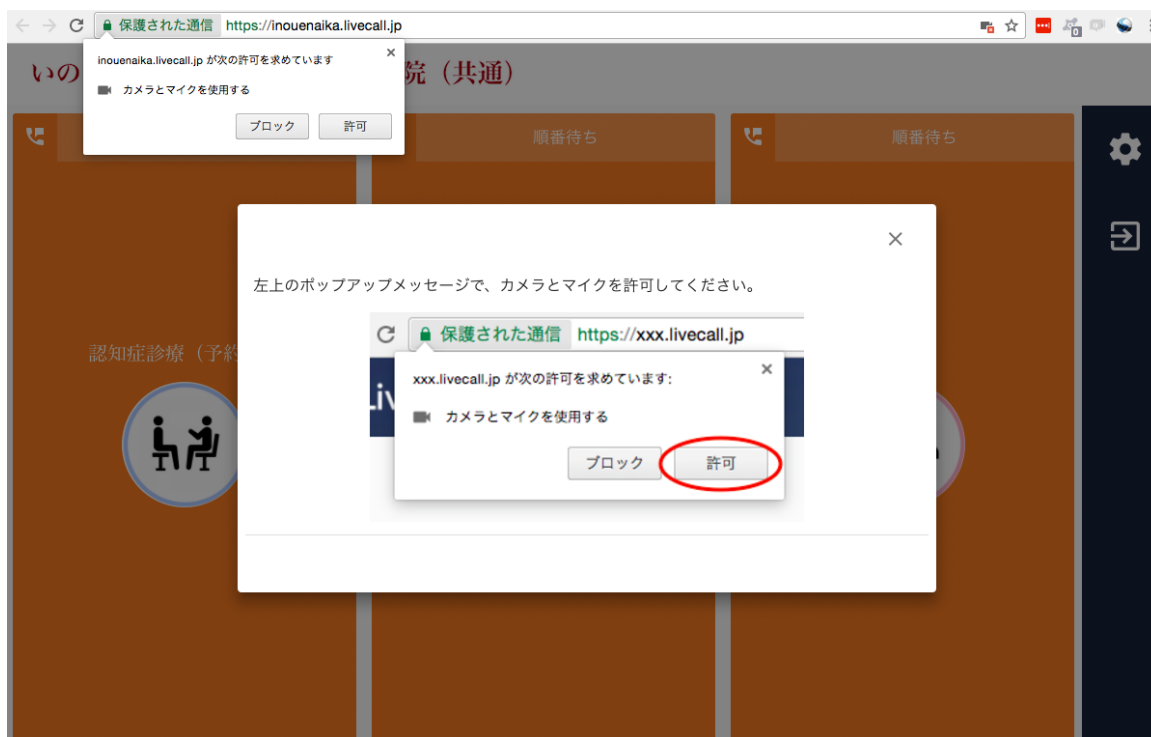 保護された通信 https://inouenaika.livecall.jp
inouenaika.livecall.jp が次の許可を求めています
カメラとマイクを使用する
ブロック 許可
いの
院（共通）
順番待ち
順番待ち
左上のポップアップメッセージで、カメラとマイクを許可してください。
保護された通信 https://xxx.livecall.jp
xxx.livecall.jp が次の許可を求めています:
カメラとマイクを使用する
ブロック 許可
認知症診療（予約
0